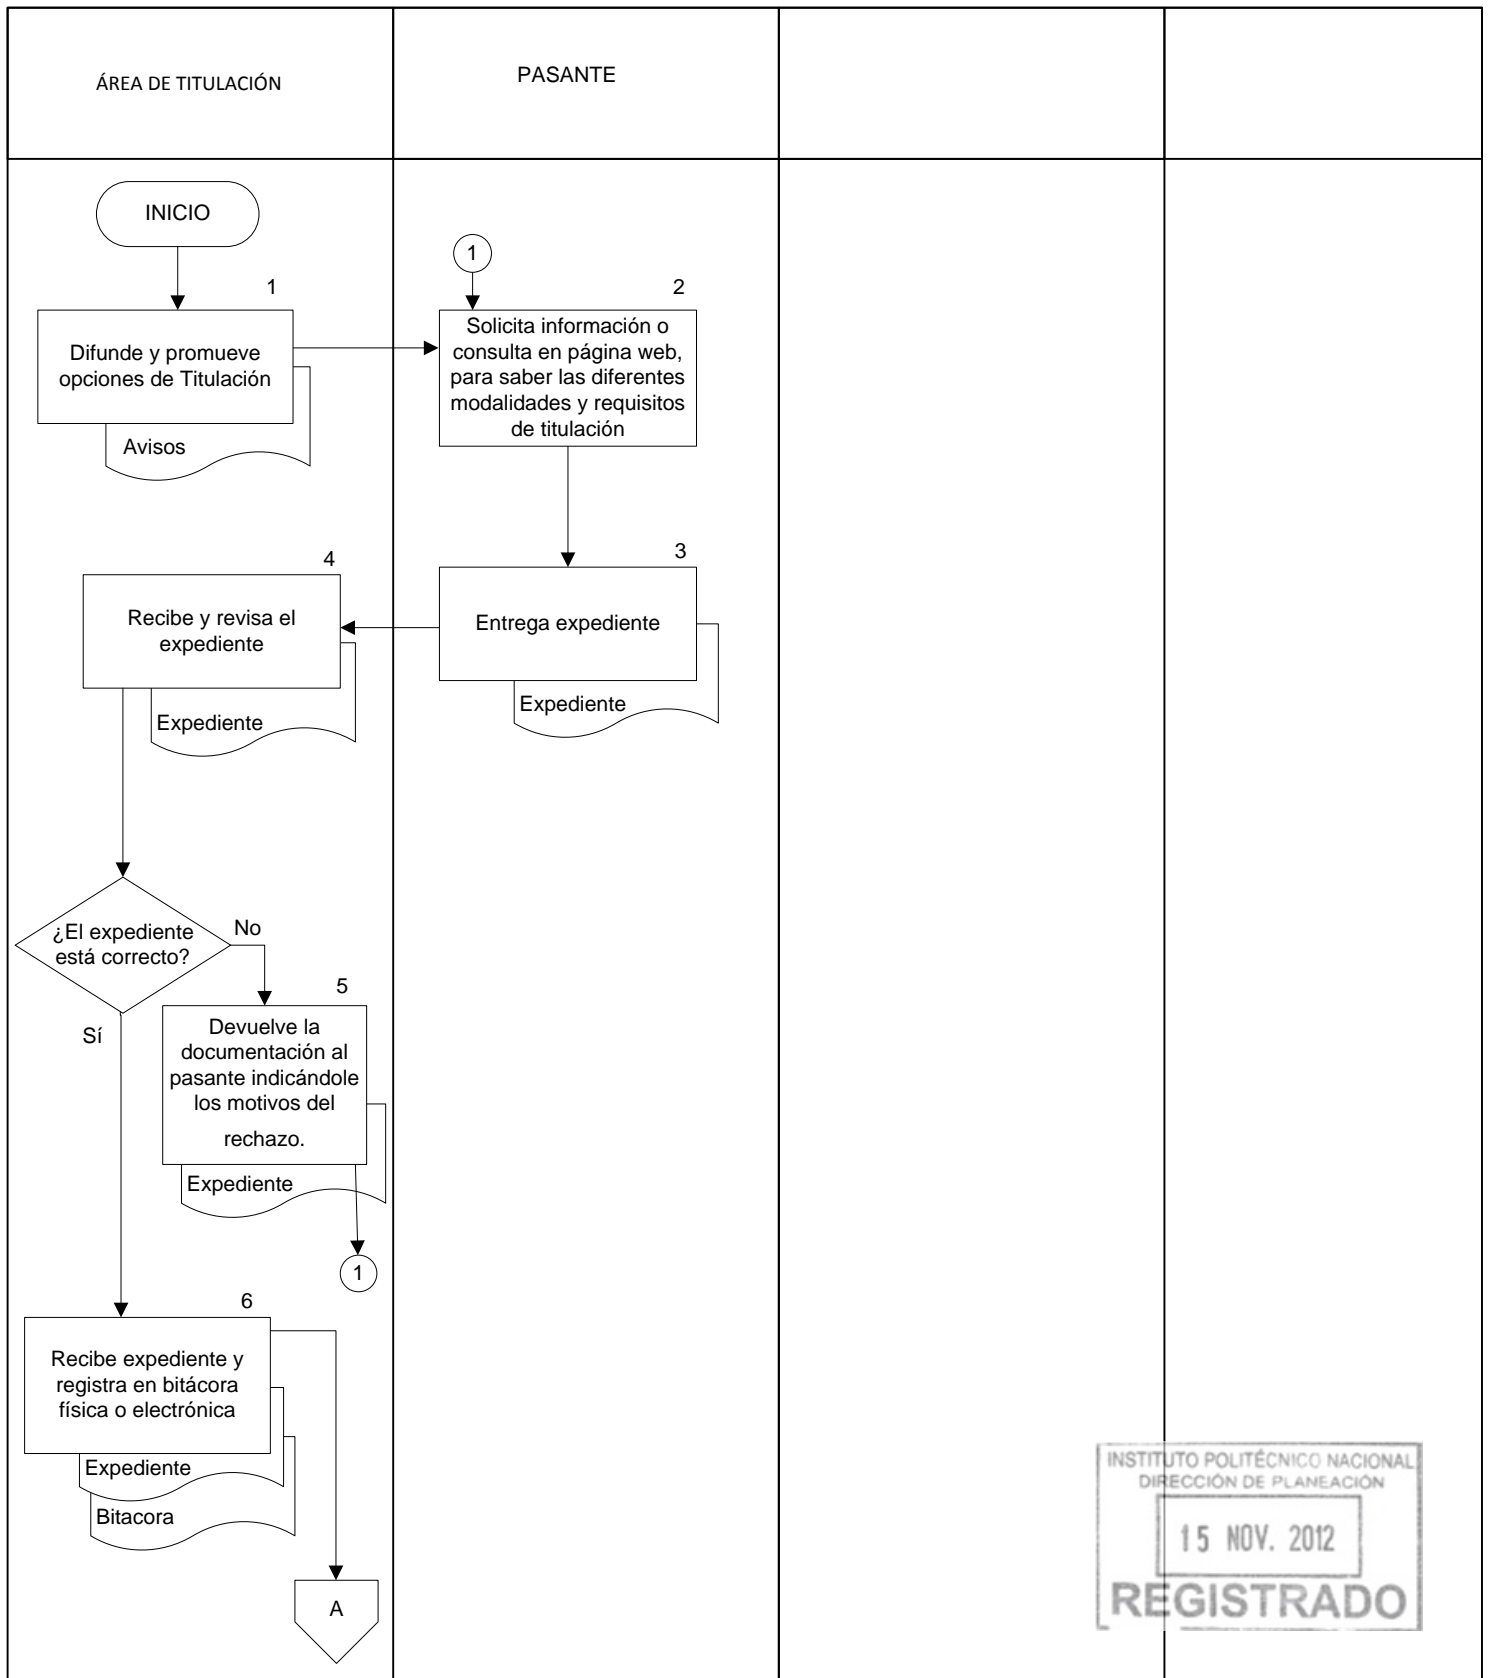 ÁREA DE TITULACIÓN
PASANTE
INICIO
1
1
Difunde y promueve
opciones de Titulación
Avisos
2
Solicita información o
consulta en página web,
para saber las diferentes
modalidades y requisitos
de titulación
3
Entrega expediente
Expediente
4
Recibe y revisa el
expediente
Expediente
¿El expediente
está correcto?
No
Sí
5
Devuelve la
documentación al
pasante indicándole
los motivos del
rechazo.
Expediente
1
6
Recibe expediente y
registra en bitácora
física o electrónica
Expediente
Bitacora
A
INSTITUTO POLITÉCNICO NACIONAL
DIRECCIÓN DE PLANEACIÓN
15 NOV. 2012
REGISTRADO